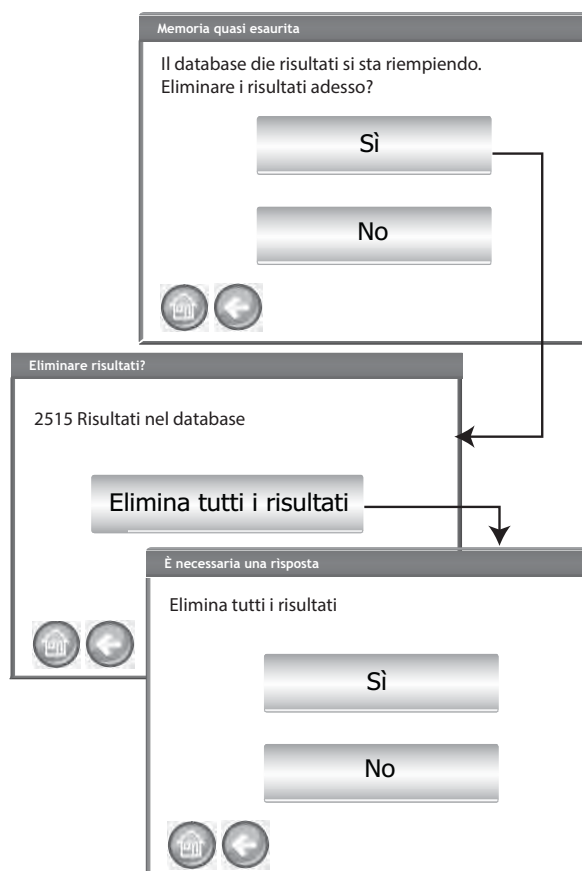 Memoria quasi esaurita
Il database die risultati si sta riempiendo.
Eliminare i risultati adesso?
Sì
No
Eliminare risultati?
2515 Risultati nel database
Elimina tutti i risultati
È necessaria una risposta
Elimina tutti i risultati
Sì
No